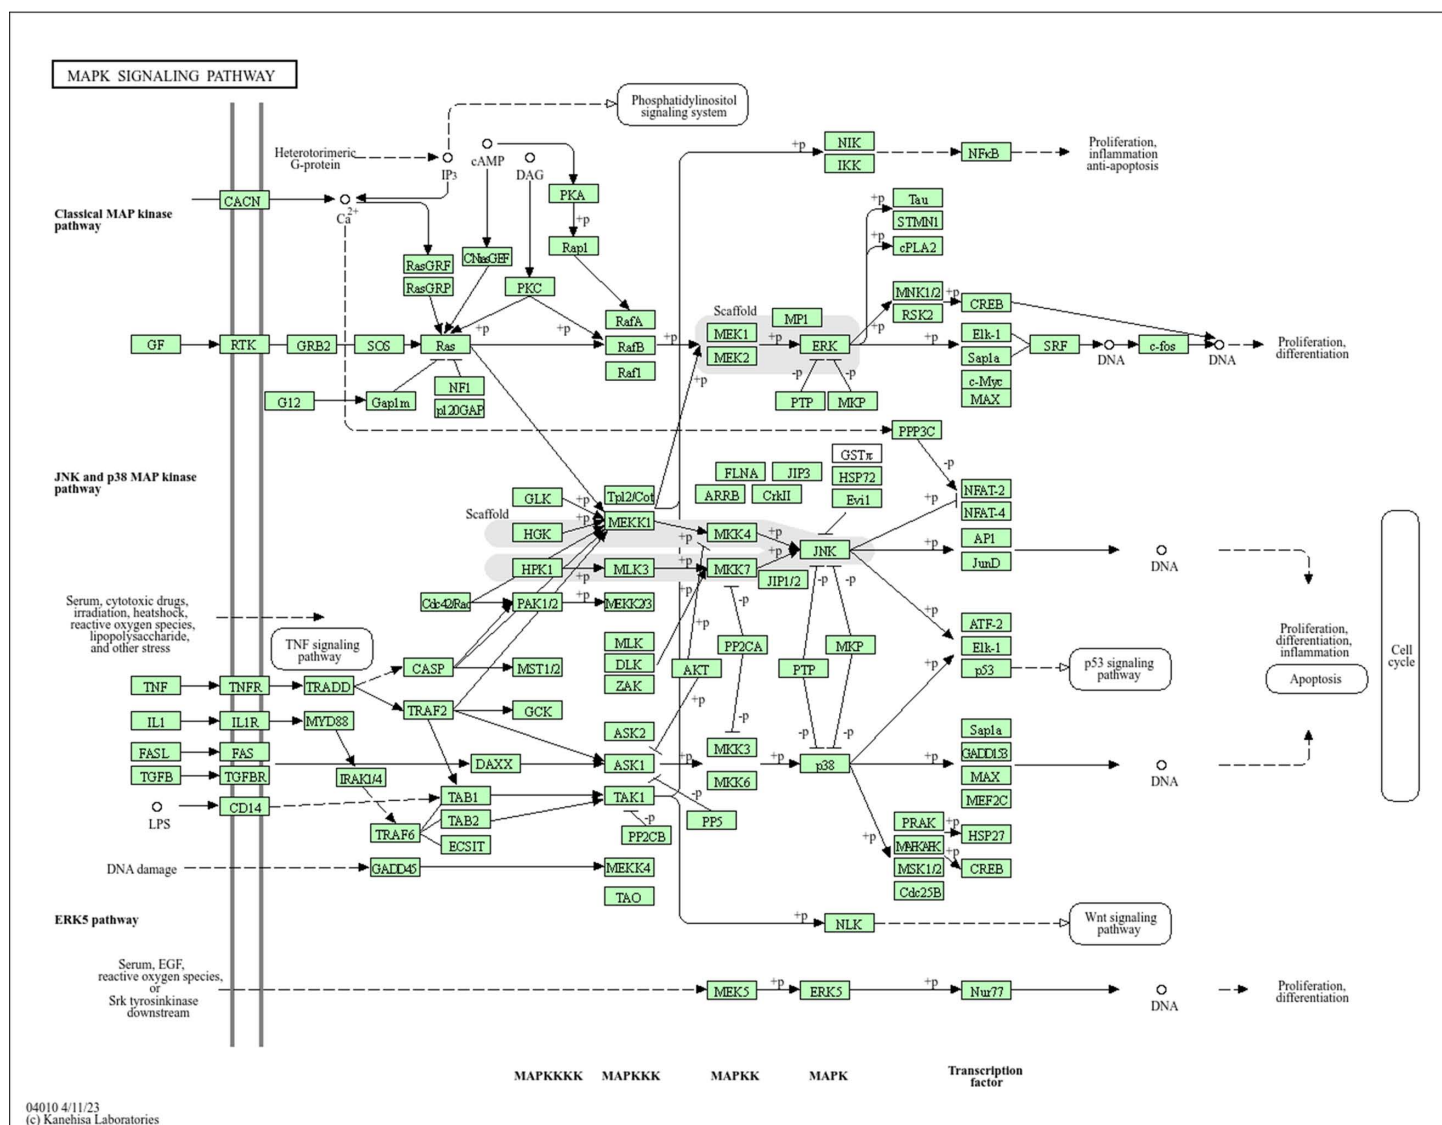 MAPK SIGNALING PATHWAY
Phosphatidylinositol
signaling system
Heterotorimeric
G-protein
IP3
cAMP
DAG
NIK
IKK
+p
NFκB
Proliferation,
inflammation
anti-apoptosis
Classical MAP kinase
pathway
CACN
Ca2+
PKA
+p
Rap1
RasGRF
RasGRP
CNrasGEF
PKC
Tau
STMN1
cPLA2
+p
+p
MNK1/2
RSK2
+p
CREB
GF
RTK
GRB2
SOS
Ras
+p
+p
RafA
RafB
Raf1
+p
Scaffold
MEK1
MEK2
+p
MP1
ERK
+p
+p
Elk-1
Sap1a
c-Myc
MAX
SRF
DNA
c-fos
DNA
Proliferation,
differentiation
G12
Gap1m
NF1
p120GAP
+p
-p
-p
PTP
MKP
PPP3C
-p
JNK and p38 MAP kinase
pathway
Scaffold
GLK
HGK
HPK1
+p
+p
+p
+p
Tpl2/Cot
MEKK1
MLK3
+p
+p
FLNA
JIP3
ARRB
CrkII
GSTπ
HSP72
Evi1
MKK4
MKK7
+p
+p
JIP1/2
JNK
+p
+p
+p
NFAT-2
NFAT-4
AP1
JunD
DNA
Cdc42/Rac
PAK1/2
+p
MEKK2/3
Serum, cytotoxic drugs,
irradiation, heatshock,
reactive oxygen species,
lipopolysaccharide,
and other stress
TNF signaling
pathway
CASP
MST1/2
MLK
DLK
ZAK
+p
AKT
+p
-p
PP2CA
-p
-p
-p
PTP
MKP
-p
-p
ATF-2
Elk-1
p53
+p
p53 signaling
pathway
Proliferation,
differentiation,
inflammation
Apoptosis
Cell
cycle
TNF
TNFR
TRADD
TRAF2
GCK
IL1
IL1R
MYD88
ASK2
FASL
FAS
DAXX
ASK1
+p
MKK3
MKK6
+p
p38
+p
Sap1a
GADD153
MAX
MEF2C
DNA
TGFB
TGFBR
IRAK1/4
LPS
CD14
TAB1
TAB2
ECSIT
TRAF6
TAK1
-p
PP2CB
-p
PP5
+p
PRAK
MAPKAPK
MSK1/2
Cdc25B
+p
+p
HSP27
CREB
DNA damage
GADD45
MEKK4
TAO
ERK5 pathway
+p
NLK
Wnt signaling
pathway
Serum, EGF,
reactive oxygen species,
or
Srk tyrosinkinase
downstream
MEK5
+p
ERK5
+p
Nur77
DNA
Proliferation,
differentiation
MAPKKKK
MAPKKK
MAPKK
MAPK
Transcription
factor
04010 4/11/23
(c) Kanehisa Laboratories